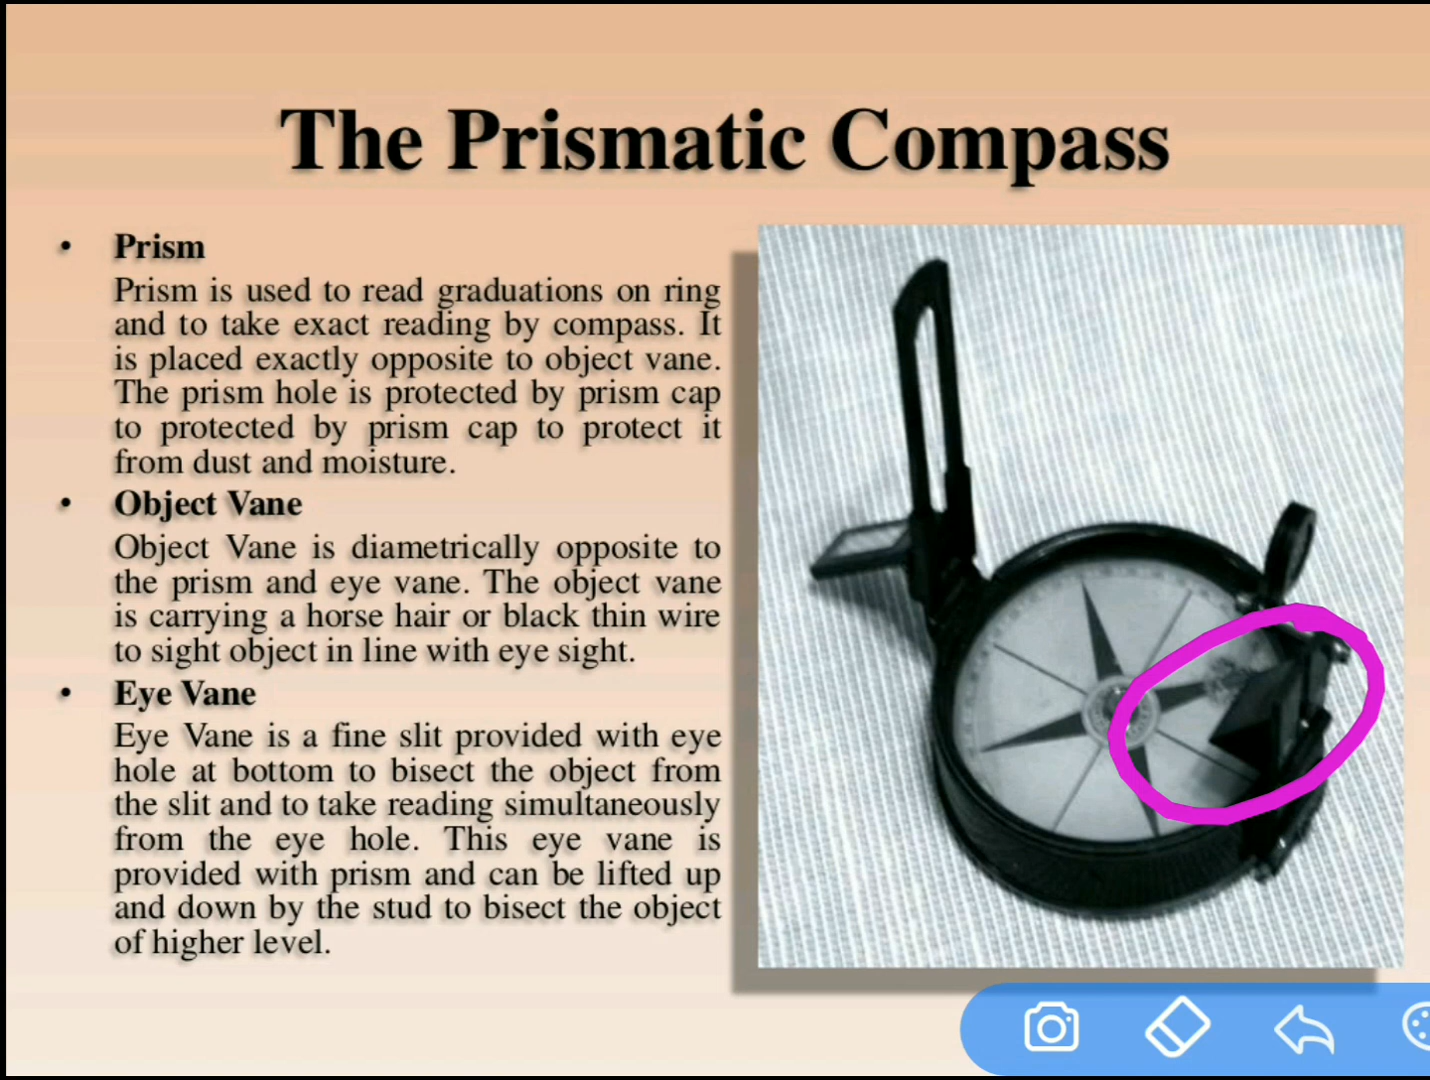 The Prismatic Compass
• Prism
Prism is used to read graduations on ring
and to take exact reading by compass. It
is placed exactly opposite to object vane.
The prism hole is protected by prism cap
to protected by prism cap to protect it
from dust and moisture.
• Object Vane
Object Vane is diametrically opposite to
the prism and eye vane. The object vane
is carrying a horse hair or black thin wire
to sight object in line with eye sight.
• Eye Vane
Eye Vane is a fine slit provided with eye
hole at bottom to bisect the object from
the slit and to take reading simultaneously
from the eye hole. This eye vane is
provided with prism and can be lifted up
and down by the stud to bisect the object
of higher level.